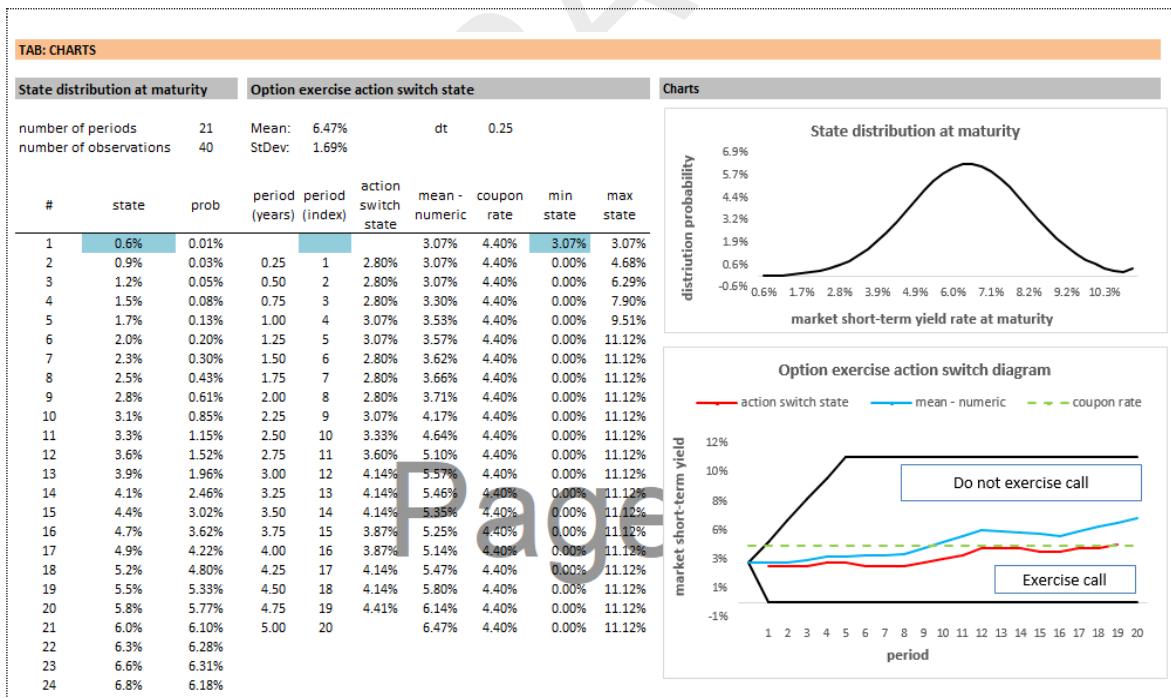 TAB: CHARTS
State distribution at maturity Option exercise action switch state Charts
number of periods 21 Mean: 6.47% dt 0.25
number of observations 40 StDev: 1.69%
# state prob period (years) period (index) action switch state mean - numeric coupon rate min state max state
1 0.6% 0.01% 3.07% 4.40% 3.07% 3.07%
2 0.9% 0.03% 0.25 1 2.80% 3.07% 4.40% 0.00% 4.68%
3 1.2% 0.05% 0.50 2 2.80% 3.07% 4.40% 0.00% 6.29%
4 1.5% 0.08% 0.75 3 2.80% 3.30% 4.40% 0.00% 7.90%
5 1.7% 0.13% 1.00 4 3.07% 3.53% 4.40% 0.00% 9.51%
6 2.0% 0.20% 1.25 5 3.07% 3.57% 4.40% 0.00% 11.12%
7 2.3% 0.30% 1.50 6 2.80% 3.62% 4.40% 0.00% 11.12%
8 2.5% 0.43% 1.75 7 2.80% 3.66% 4.40% 0.00% 11.12%
9 2.8% 0.61% 2.00 8 2.80% 3.71% 4.40% 0.00% 11.12%
10 3.1% 0.85% 2.25 9 3.07% 4.17% 4.40% 0.00% 11.12%
11 3.3% 1.15% 2.50 10 3.33% 4.64% 4.40% 0.00% 11.12%
12 3.6% 1.52% 2.75 11 3.60% 5.10% 4.40% 0.00% 11.12%
13 3.9% 1.96% 3.00 12 4.14% 5.57% 4.40% 0.00% 11.12%
14 4.1% 2.46% 3.25 13 4.14% 5.46% 4.40% 0.00% 11.12%
15 4.4% 3.02% 3.50 14 4.14% 5.35% 4.40% 0.00% 11.12%
16 4.7% 3.62% 3.75 15 3.87% 5.25% 4.40% 0.00% 11.12%
17 4.9% 4.22% 4.00 16 3.87% 5.14% 4.40% 0.00% 11.12%
18 5.2% 4.80% 4.25 17 4.14% 5.47% 4.40% 0.00% 11.12%
19 5.5% 5.33% 4.50 18 4.14% 5.80% 4.40% 0.00% 11.12%
20 5.8% 5.77% 4.75 19 4.41% 6.14% 4.40% 0.00% 11.12%
21 6.0% 6.10% 5.00 20 6.47% 4.40% 0.00% 11.12%
22 6.3% 6.28%
23 6.6% 6.31%
24 6.8% 6.18%
Page
State distribution at maturity
distriution probability
6.9%
5.7%
4.4%
3.2%
1.9%
0.6%
-0.6%
0.6% 1.7% 2.8% 3.9% 4.9% 6.0% 7.1% 8.2% 9.2% 10.3%
market short-term yield rate at maturity
Option exercise action switch diagram
action switch state mean - numeric coupon rate
market short-term yield
12%
10%
8%
6%
3%
1%
-1%
Do not exercise call
Exercise call
1 2 3 4 5 6 7 8 9 10 11 12 13 14 15 16 17 18 19 20
period